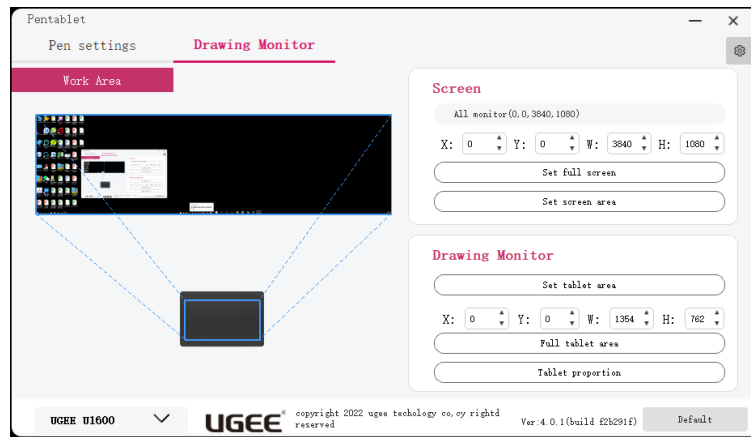 Pentablet
Pen settings
Drawing Monitor
Work Area
Screen
All monitor(0,0,3840,1080)
X: 0 Y: 0 W: 3840 H: 1080
Set full screen
Set screen area
Drawing Monitor
Set tablet area
X: 0 Y: 0 W: 1354 H: 762
Full tablet area
Tablet proportion
UGEE U1600
UGEE®
copyright 2022 ugee techology co,oy rightd
reserved
Ver:4.0.1(build f2b291f)
Default